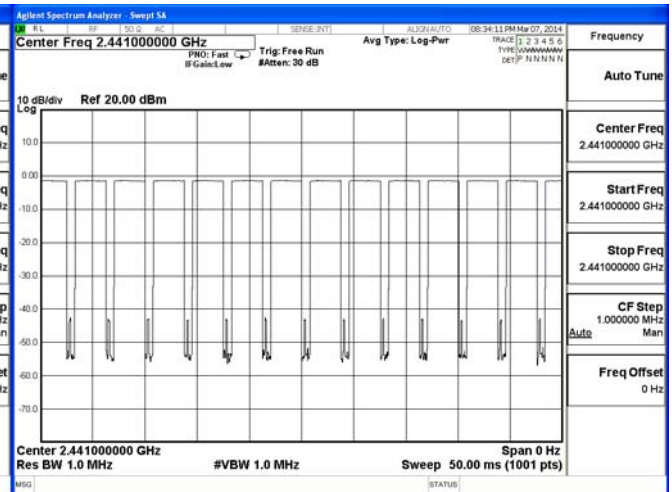 Agilent Spectrum Analyzer - Swept SA
RL RF 50 Ω AC SENSE:INT ALIGNAUTO 08:34:11 PM Mar 07, 2014
Center Freq 2.441000000 GHz
PNO: Fast
IFGain:Low
Trig: Free Run
#Atten: 30 dB
Avg Type: Log-Pwr
TRACE 1 2 3 4 5 6
TYPE WWWWWW
DET P N N N N N
10 dB/div Ref 20.00 dBm
Log
10.0
0.00
-10.0
-20.0
-30.0
-40.0
-50.0
-60.0
-70.0
Center 2.441000000 GHz Span 0 Hz
Res BW 1.0 MHz #VBW 1.0 MHz Sweep 50.00 ms (1001 pts)
MSG STATUS
Frequency
Auto Tune
Center Freq
2.441000000 GHz
Start Freq
2.441000000 GHz
Stop Freq
2.441000000 GHz
CF Step
1.000000 MHz
Auto Man
Freq Offset
0 Hz